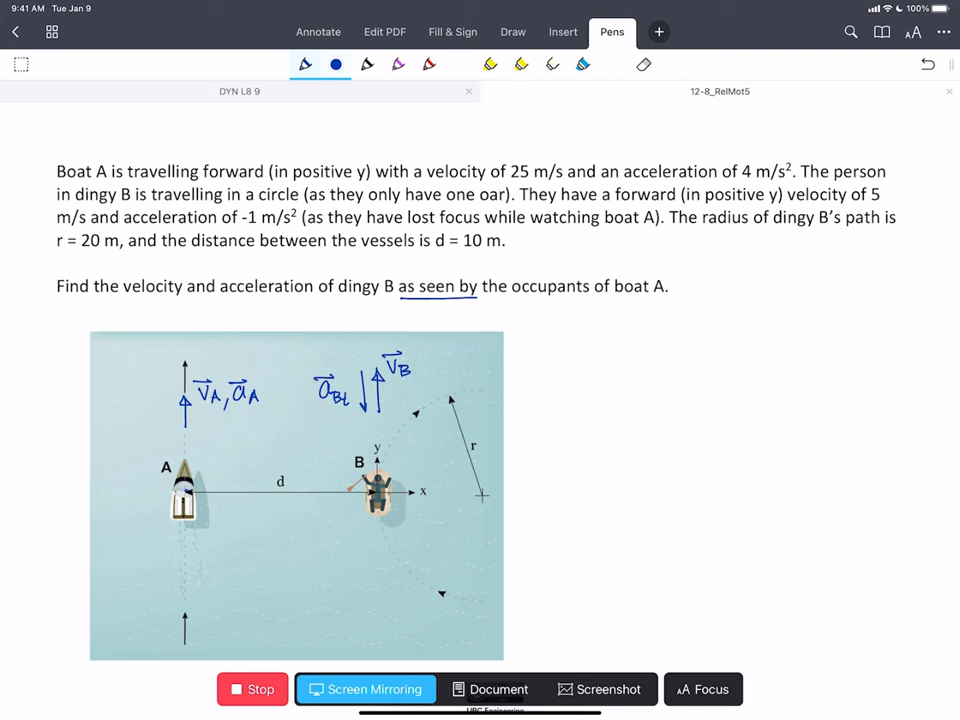 9:41 AM Tue Jan 9
100%
Annotate Edit PDF Fill & Sign Draw Insert Pens
AA
DYN L8 9
12-8_RelMot5
Boat A is travelling forward (in positive y) with a velocity of 25 m/s and an acceleration of 4 m/s². The person
in dingy B is travelling in a circle (as they only have one oar). They have a forward (in positive y) velocity of 5
m/s and acceleration of -1 m/s² (as they have lost focus while watching boat A). The radius of dingy B's path is
r = 20 m, and the distance between the vessels is d = 10 m.
Find the velocity and acceleration of dingy B as seen by the occupants of boat A.
v⃗A, a⃗A
a⃗Bt
v⃗B
A
d
B
y
x
r
Stop Screen Mirroring Document Screenshot AA Focus
UBC Engineering